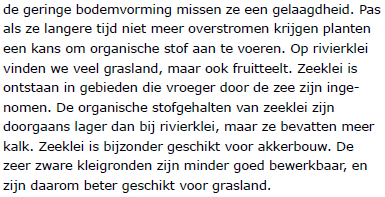 de geringe bodemvorming missen ze een gelaagdheid. Pas
als ze langere tijd niet meer overstromen krijgen planten
een kans om organische stof aan te voeren. Op rivierklei
vinden we veel grasland, maar ook fruitteelt. Zeeklei is
ontstaan in gebieden die vroeger door de zee zijn inge-
nomen. De organische stofgehalten van zeeklei zijn
doorgaans lager dan bij rivierklei, maar ze bevatten meer
kalk. Zeeklei is bijzonder geschikt voor akkerbouw. De
zeer zware kleigronden zijn minder goed bewerkbaar, en
zijn daarom beter geschikt voor grasland.